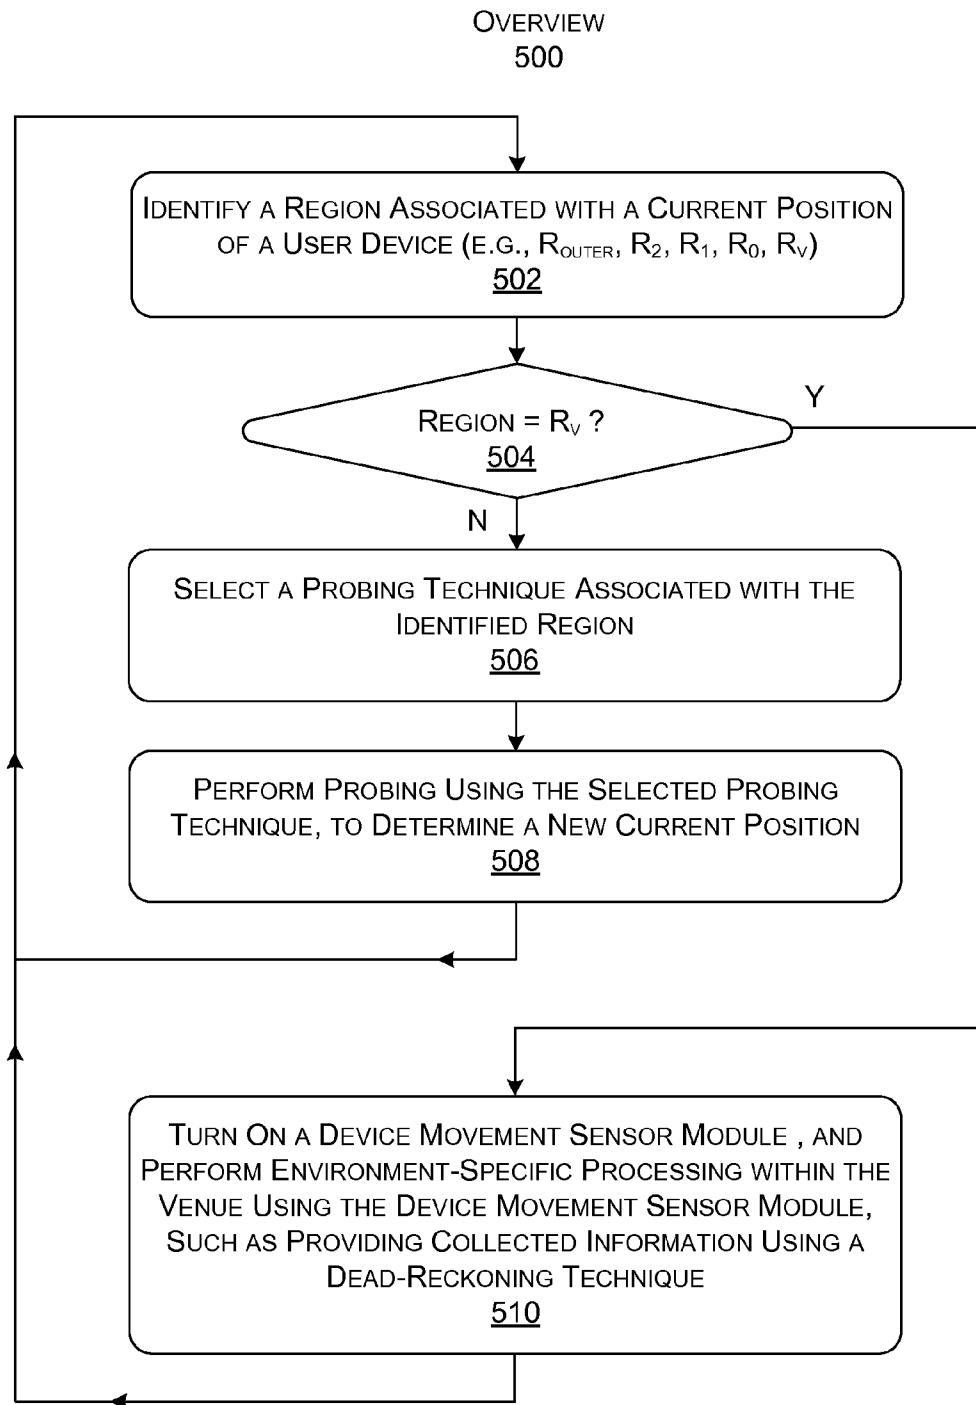 OVERVIEW
500
IDENTIFY A REGION ASSOCIATED WITH A CURRENT POSITION
OF A USER DEVICE (E.G., ROUTER, R2, R1, R0, RV)
502
REGION = RV ?
504
Y
N
SELECT A PROBING TECHNIQUE ASSOCIATED WITH THE
IDENTIFIED REGION
506
PERFORM PROBING USING THE SELECTED PROBING
TECHNIQUE, TO DETERMINE A NEW CURRENT POSITION
508
TURN ON A DEVICE MOVEMENT SENSOR MODULE , AND
PERFORM ENVIRONMENT-SPECIFIC PROCESSING WITHIN THE
VENUE USING THE DEVICE MOVEMENT SENSOR MODULE,
SUCH AS PROVIDING COLLECTED INFORMATION USING A
DEAD-RECKONING TECHNIQUE
510